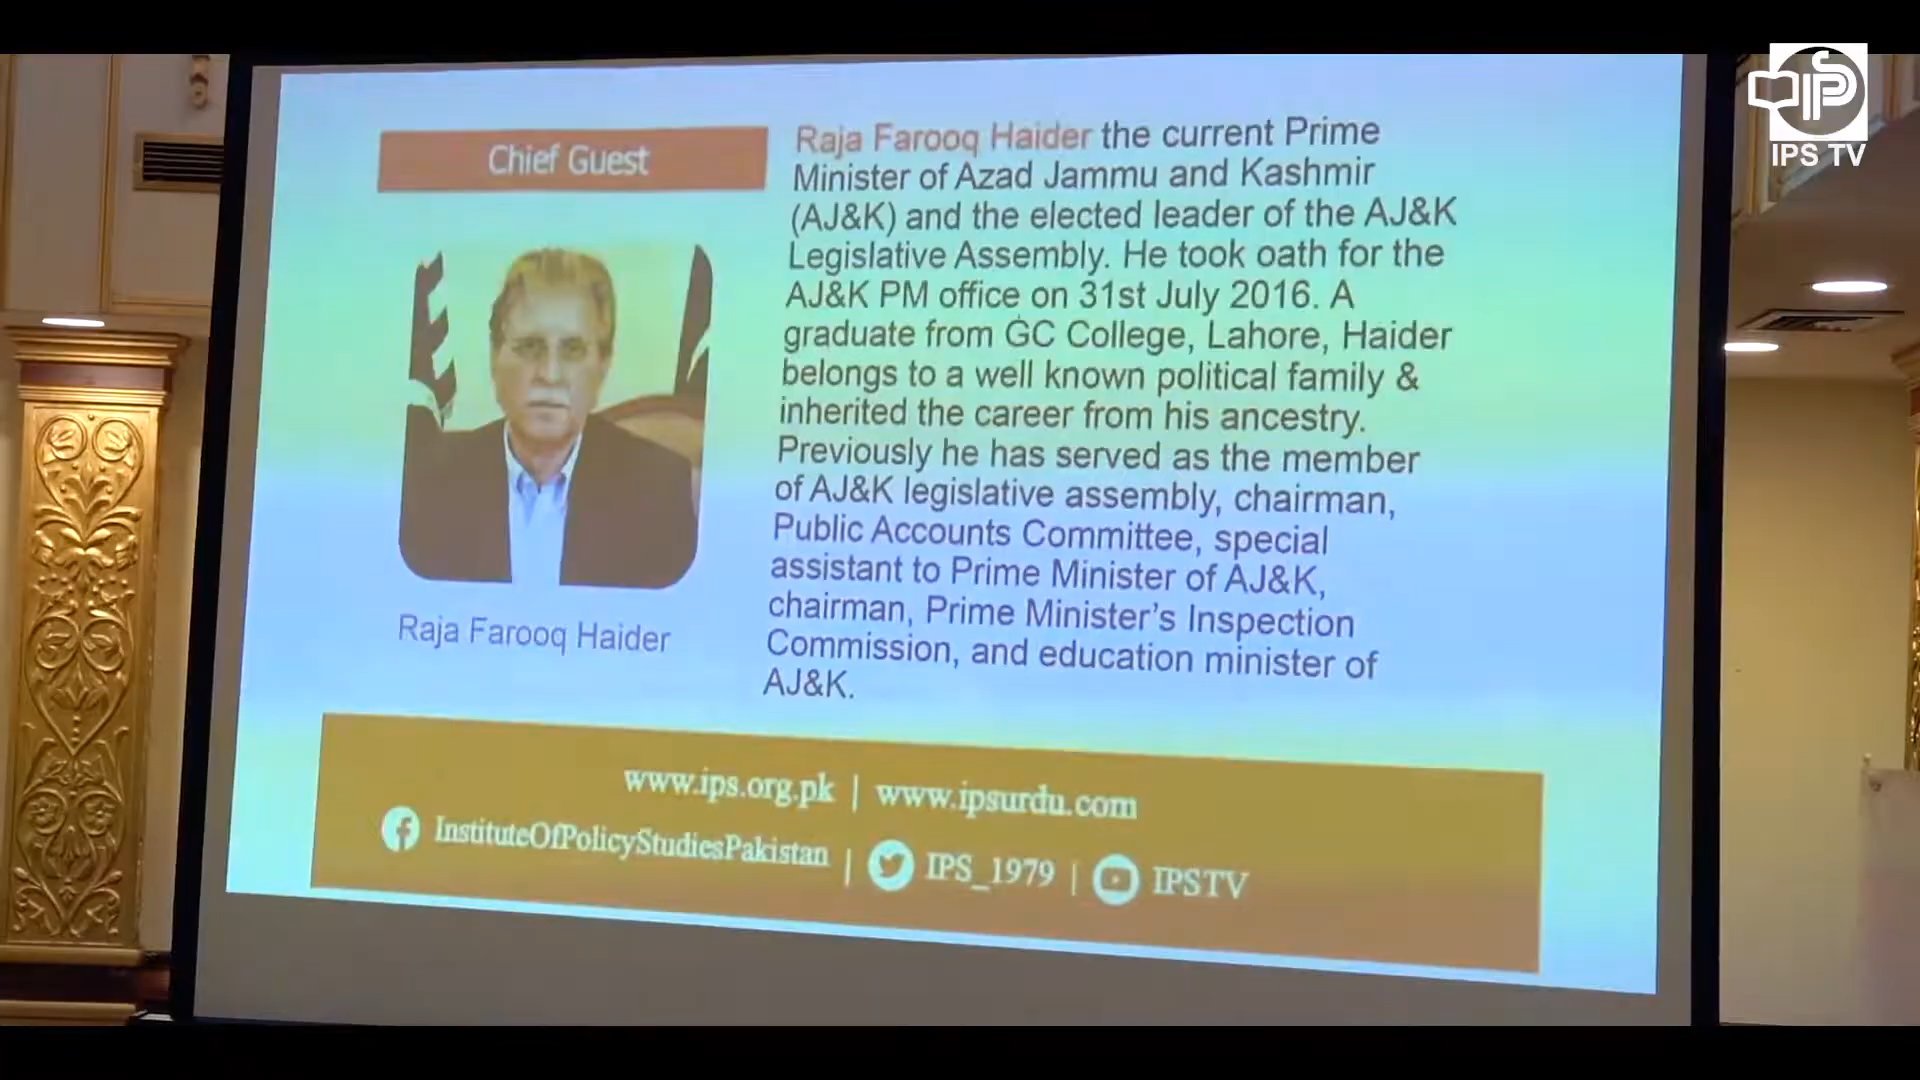 IPS
IPS TV
Chief Guest
Raja Farooq Haider
Raja Farooq Haider the current Prime
Minister of Azad Jammu and Kashmir
(AJ&K) and the elected leader of the AJ&K
Legislative Assembly. He took oath for the
AJ&K PM office on 31st July 2016. A
graduate from GC College, Lahore, Haider
belongs to a well known political family &
inherited the career from his ancestry.
Previously he has served as the member
of AJ&K legislative assembly, chairman,
Public Accounts Committee, special
assistant to Prime Minister of AJ&K,
chairman, Prime Minister’s Inspection
Commission, and education minister of
AJ&K.
www.ips.org.pk | www.ipsurdu.com
InstituteOfPolicyStudiesPakistan | IPS_1979 | IPSTV